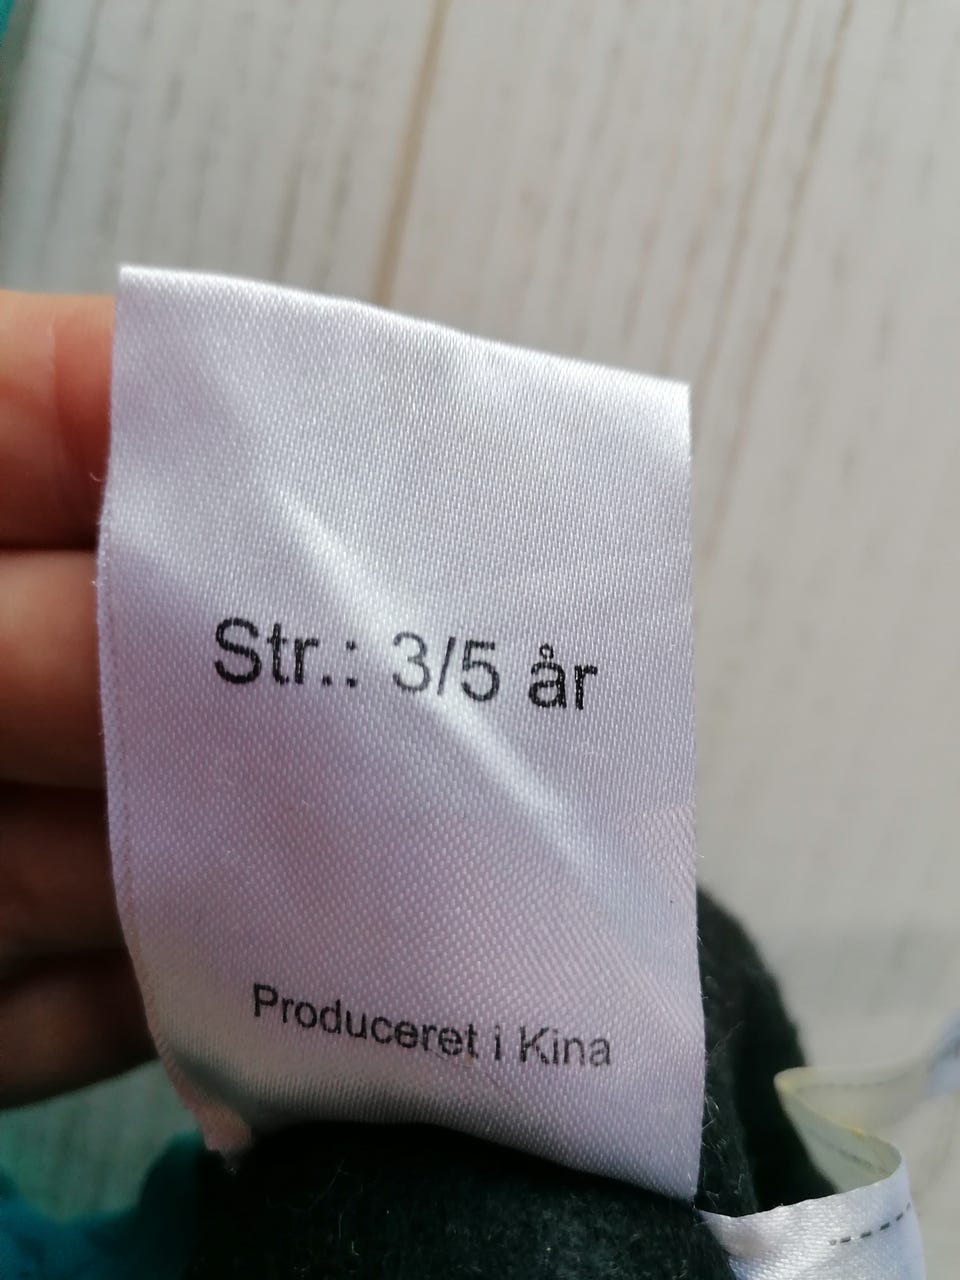 Str.: 3/5 år
Produceret i Kina